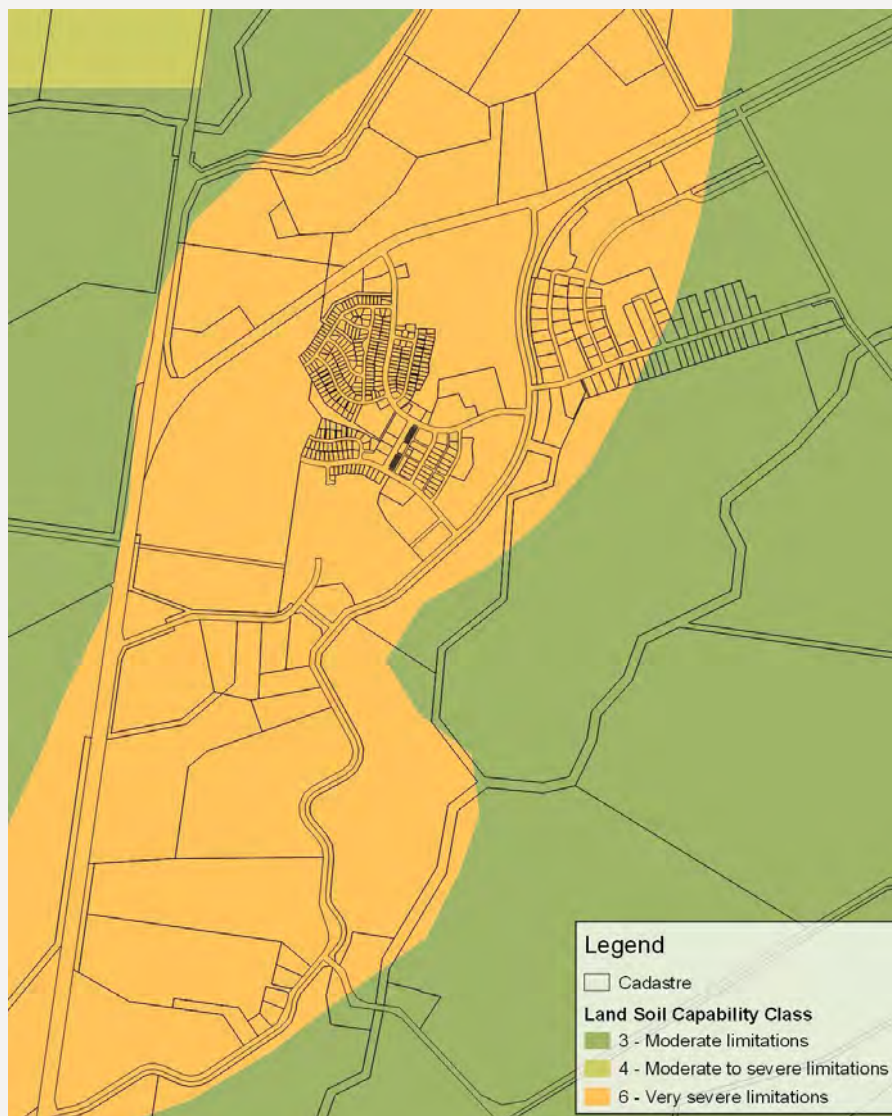 Legend
Cadastre
Land Soil Capability Class
3 - Moderate limitations
4 - Moderate to severe limitations
6 - Very severe limitations